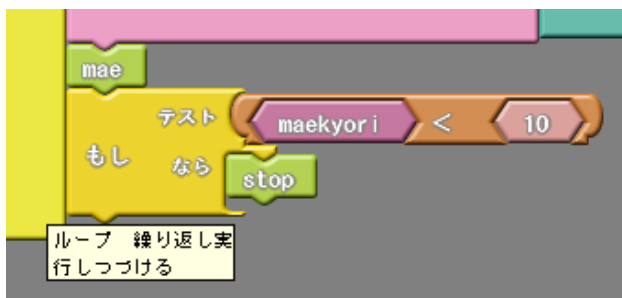 mae
テスト maekyori < 10
もし なら stop
ループ 繰り返し実
行しつづける